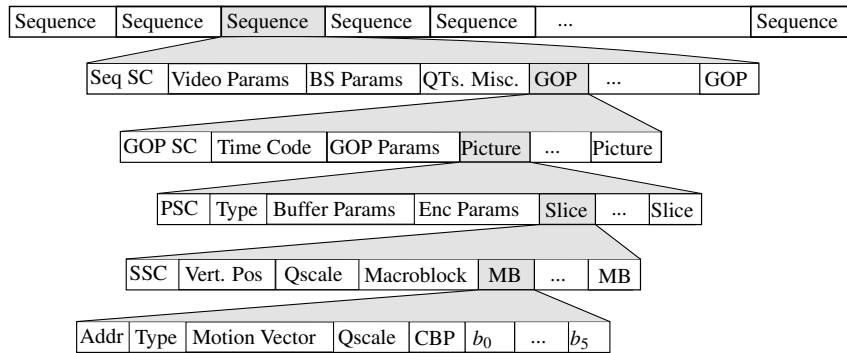 Sequence Sequence Sequence Sequence Sequence ... Sequence
Seq SC Video Params BS Params QTs. Misc. GOP ... GOP
GOP SC Time Code GOP Params Picture ... Picture
PSC Type Buffer Params Enc Params Slice ... Slice
SSC Vert. Pos Qscale Macroblock MB ... MB
Addr Type Motion Vector Qscale CBP b0 ... b5